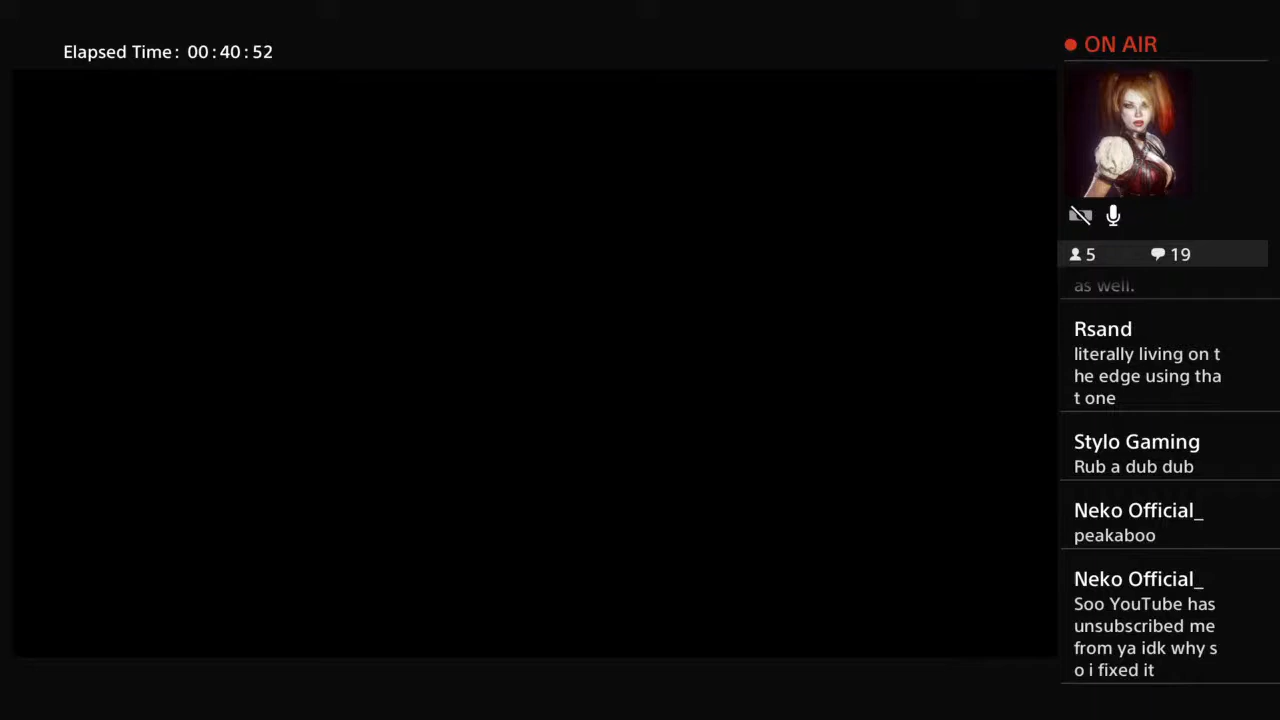 Elapsed Time: 00:40:52
ON AIR
5
19
as well.
Rsand
literally living on t
he edge using tha
t one
Stylo Gaming
Rub a dub dub
Neko Official_
peakaboo
Neko Official_
Soo YouTube has
unsubscribed me
from ya idk why s
o i fixed it